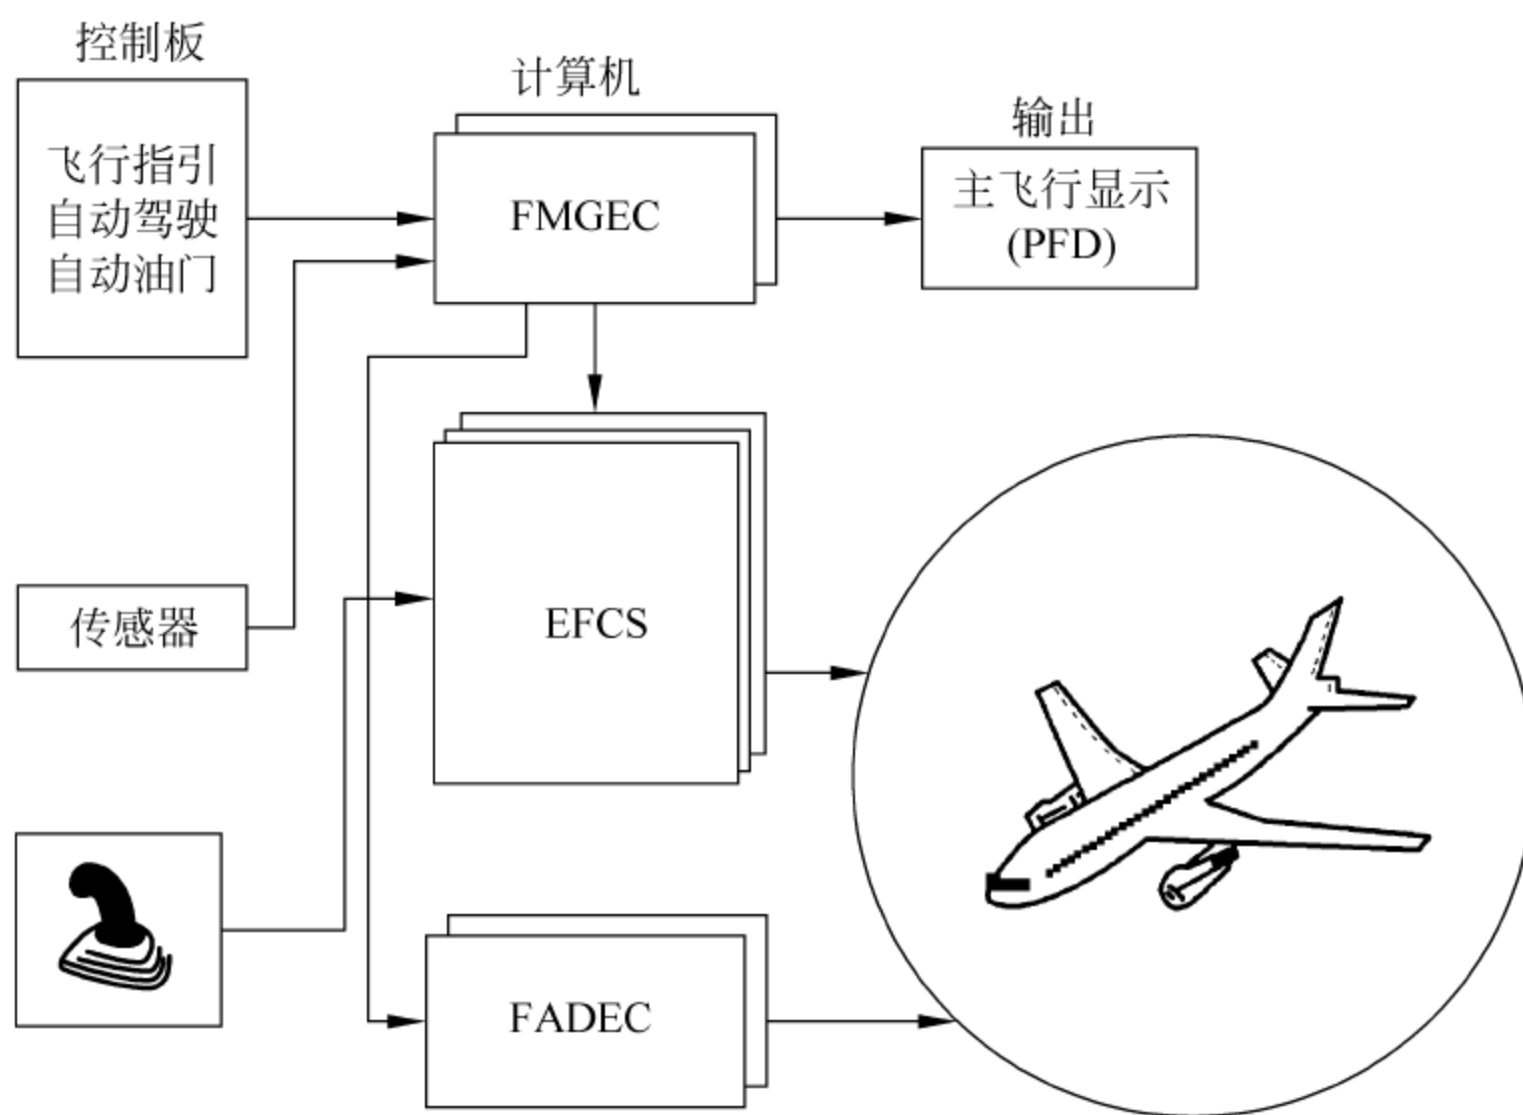 控制板
飞行指引
自动驾驶
自动油门
计算机
FMGEC
输出
主飞行显示
(PFD)
传感器
EFCS
FADEC